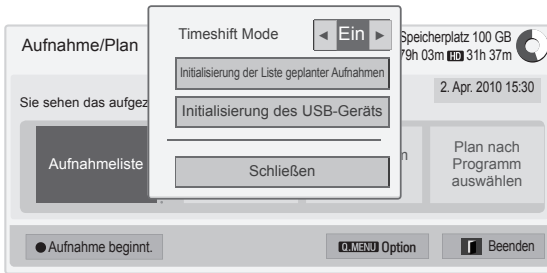 Aufnahme/Plan
Timeshift Mode
Ein
Initialisierung der Liste geplanter Aufnahmen
Initialisierung des USB-Geräts
Schließen
Speicherplatz 100 GB
79h 03m HD 31h 37m
2. Apr. 2010 15:30
Sie sehen das aufgez
Aufnahmeliste
Plan nach
Programm
auswählen
Aufnahme beginnt.
Q.MENU Option
Beenden